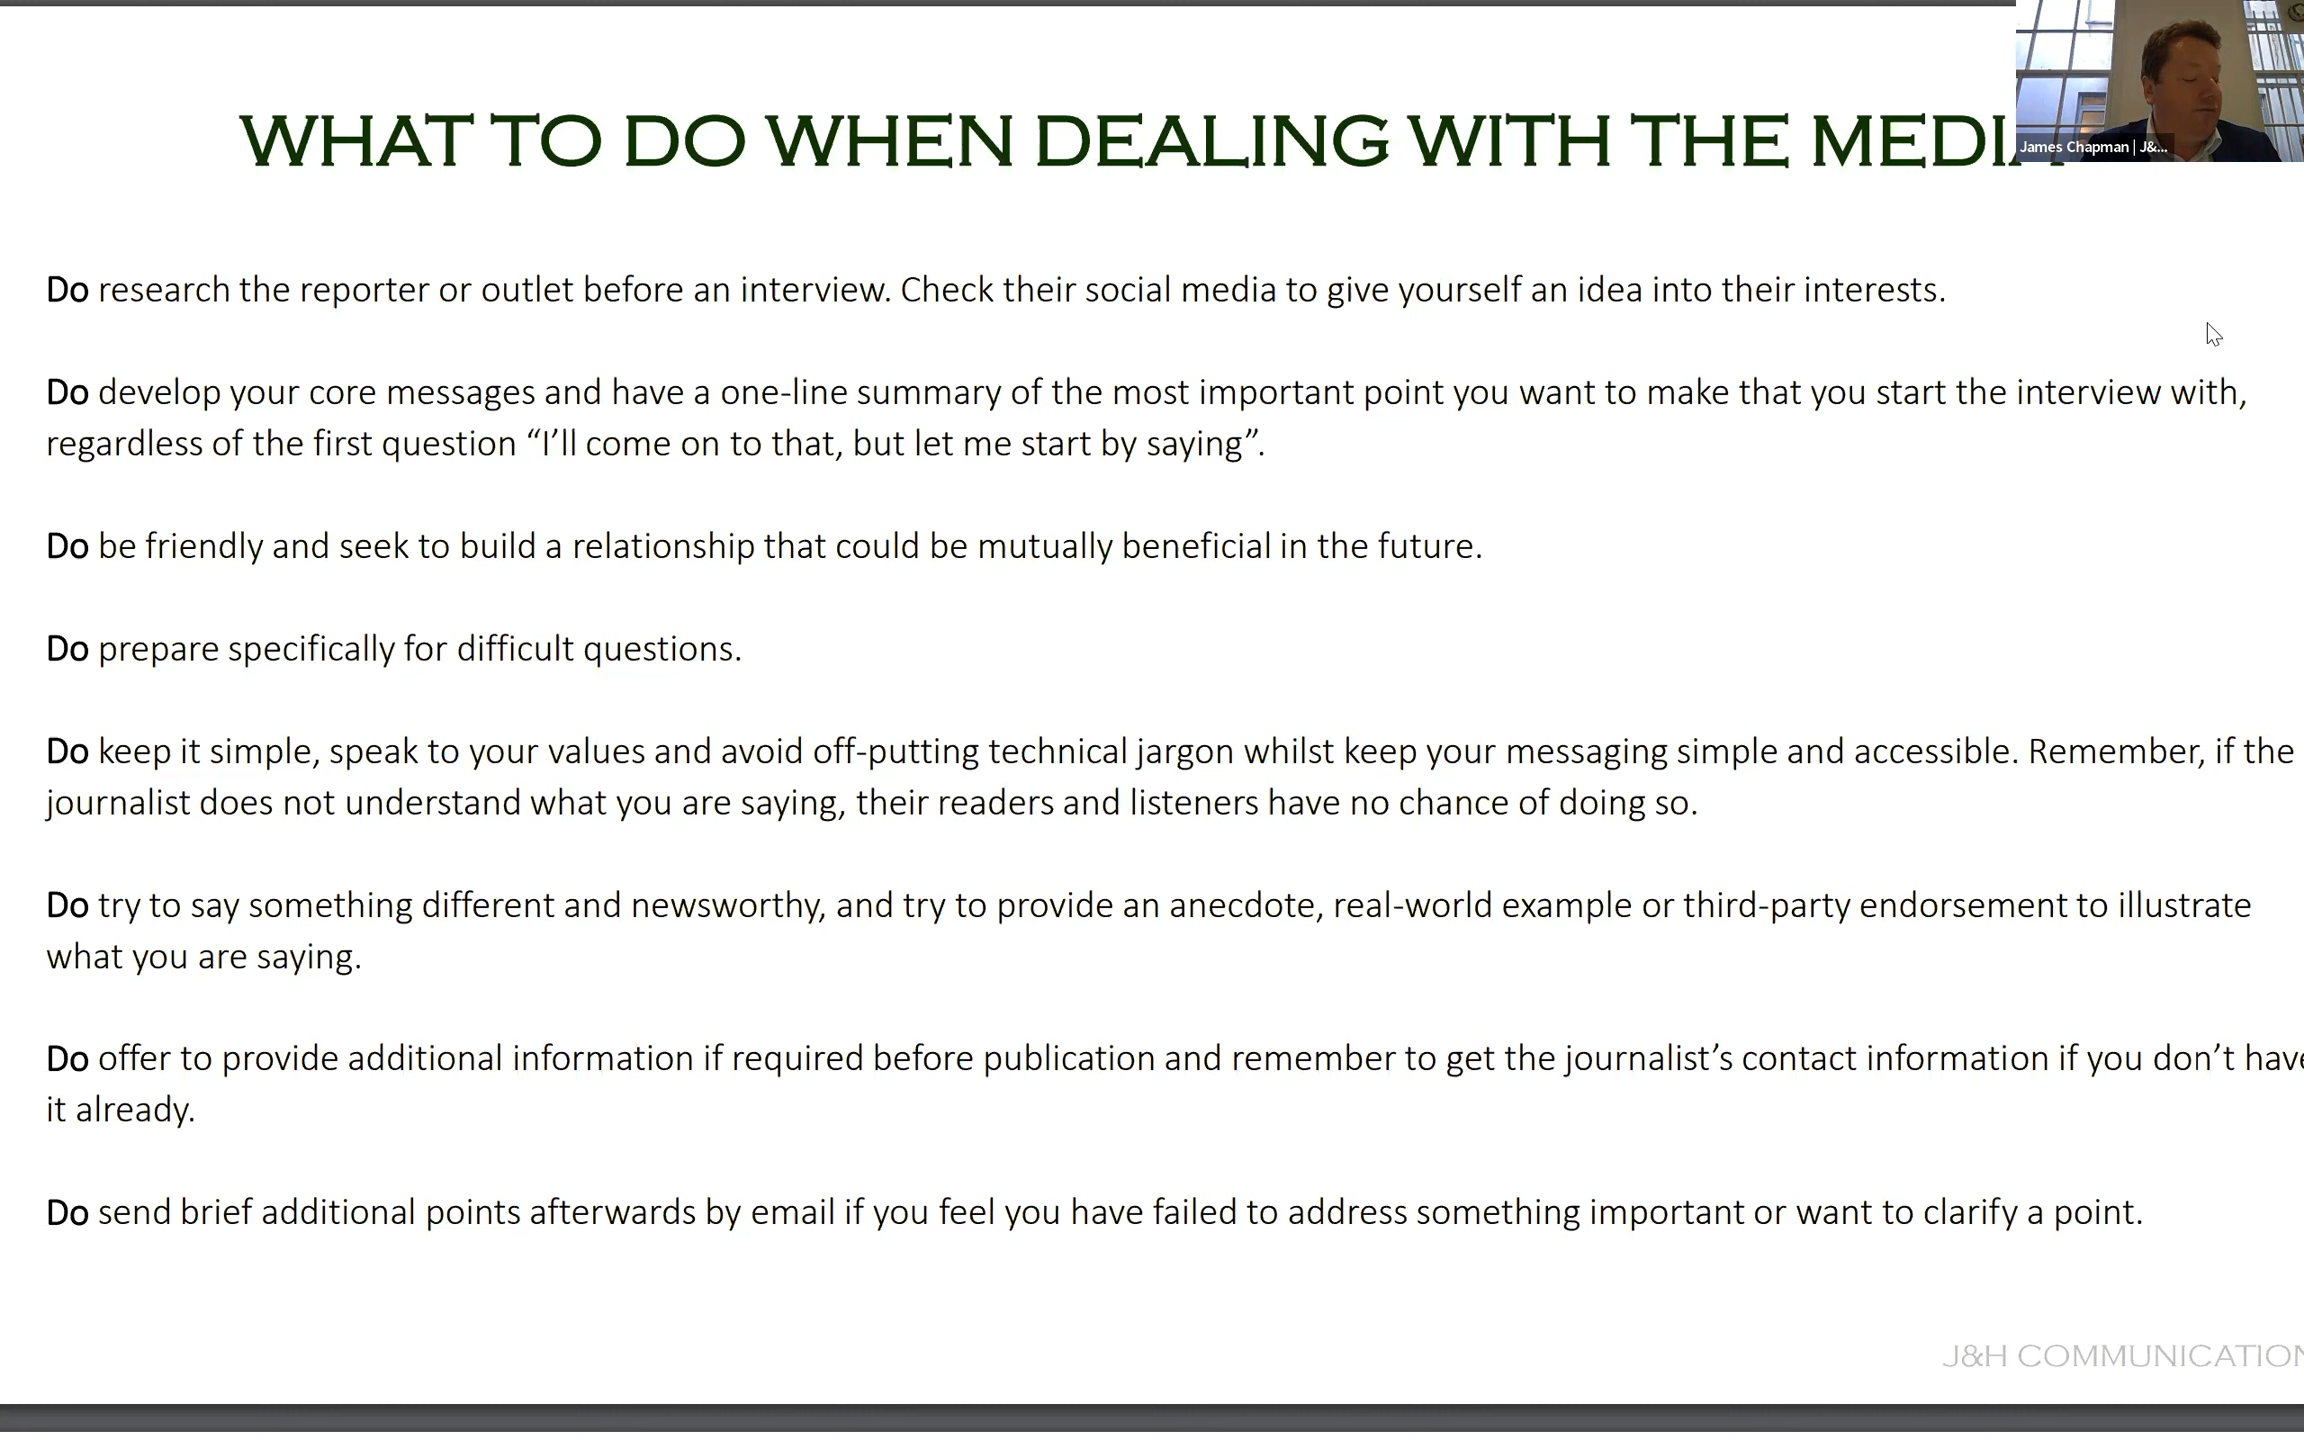 WHAT TO DO WHEN DEALING WITH THE MEDIA
James Chapman | J&...
Do research the reporter or outlet before an interview. Check their social media to give yourself an idea into their interests.
Do develop your core messages and have a one-line summary of the most important point you want to make that you start the interview with,
regardless of the first question “I’ll come on to that, but let me start by saying”.
Do be friendly and seek to build a relationship that could be mutually beneficial in the future.
Do prepare specifically for difficult questions.
Do keep it simple, speak to your values and avoid off-putting technical jargon whilst keep your messaging simple and accessible. Remember, if the
journalist does not understand what you are saying, their readers and listeners have no chance of doing so.
Do try to say something different and newsworthy, and try to provide an anecdote, real-world example or third-party endorsement to illustrate
what you are saying.
Do offer to provide additional information if required before publication and remember to get the journalist’s contact information if you don’t have
it already.
Do send brief additional points afterwards by email if you feel you have failed to address something important or want to clarify a point.
J&H COMMUNICATION